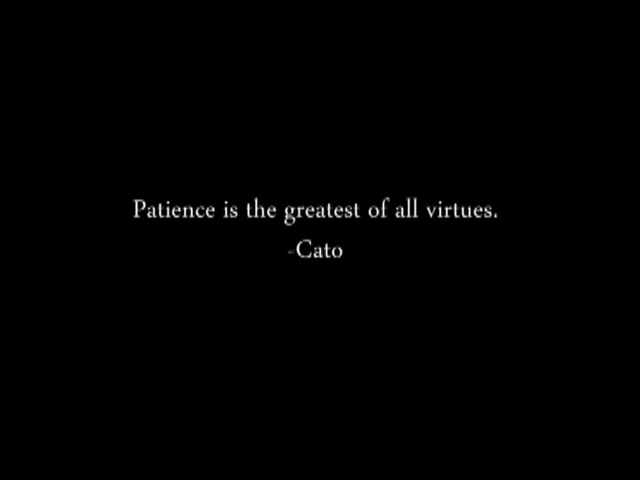 Patience is the greatest of all virtues.
-Cato